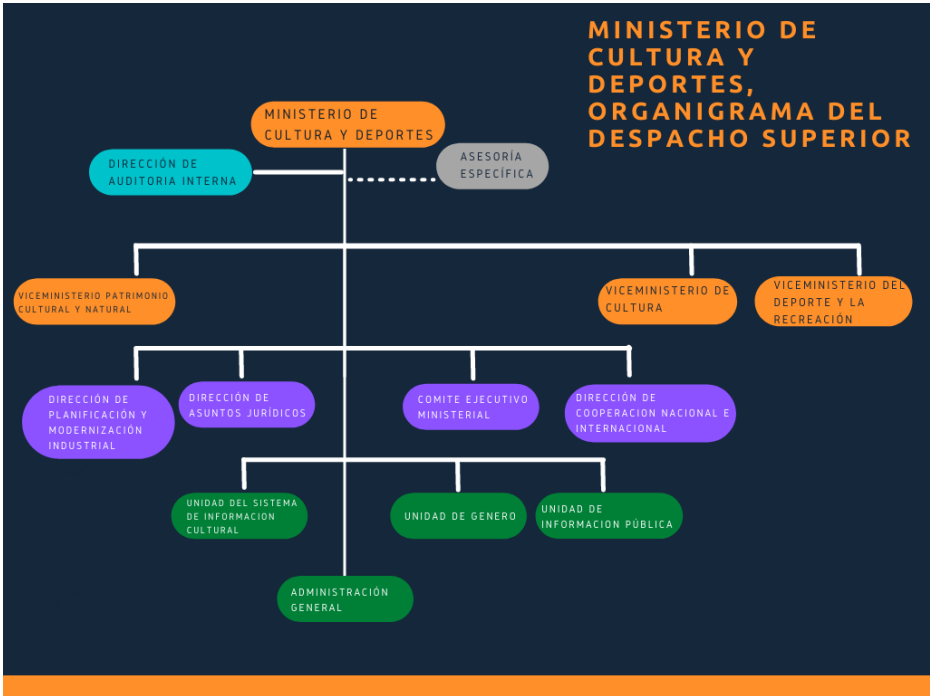 MINISTERIO DE
CULTURA Y
DEPORTES,
ORGANIGRAMA DEL
DESPACHO SUPERIOR
MINISTERIO DE
CULTURA Y DEPORTES
DIRECCIÓN DE
AUDITORIA INTERNA
ASESORÍA
ESPECÍFICA
VICEMINISTERIO PATRIMONIO
CULTURAL Y NATURAL
VICEMINISTERIO DE
CULTURA
VICEMINISTERIO DEL
DEPORTE Y LA
RECREACIÓN
DIRECCIÓN DE
PLANIFICACIÓN Y
MODERNIZACIÓN
INDUSTRIAL
DIRECCIÓN DE
ASUNTOS JURÍDICOS
COMITE EJECUTIVO
MINISTERIAL
DIRECCIÓN DE
COOPERACION NACIONAL E
INTERNACIONAL
UNIDAD DEL SISTEMA
DE INFORMACION
CULTURAL
UNIDAD DE GENERO
UNIDAD DE
INFORMACION PÚBLICA
ADMINISTRACIÓN
GENERAL